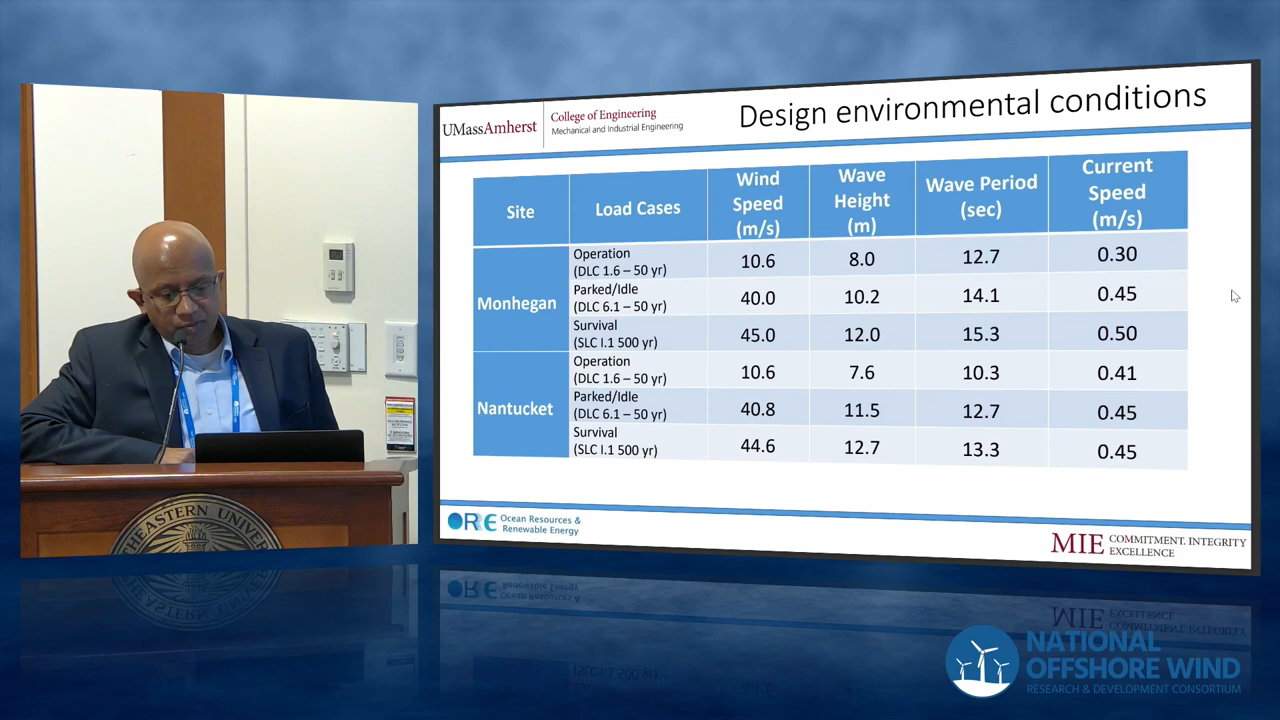 UMassAmherst
College of Engineering
Mechanical and Industrial Engineering
Design environmental conditions
Site
Load Cases
Wind
Speed
(m/s)
Wave
Height
(m)
Wave Period
(sec)
Current
Speed
(m/s)
Monhegan
Operation
(DLC 1.6 – 50 yr)
10.6
8.0
12.7
0.30
Parked/Idle
(DLC 6.1 – 50 yr)
40.0
10.2
14.1
0.45
Survival
(SLC I.1 500 yr)
45.0
12.0
15.3
0.50
Nantucket
Operation
(DLC 1.6 – 50 yr)
10.6
7.6
10.3
0.41
Parked/Idle
(DLC 6.1 – 50 yr)
40.8
11.5
12.7
0.45
Survival
(SLC I.1 500 yr)
44.6
12.7
13.3
0.45
ORE Ocean Resources &
Renewable Energy
MIE COMMITMENT. INTEGRITY
EXCELLENCE
EASTERN UNIVE
NATIONAL
OFFSHORE WIND
RESEARCH & DEVELOPMENT CONSORTIUM